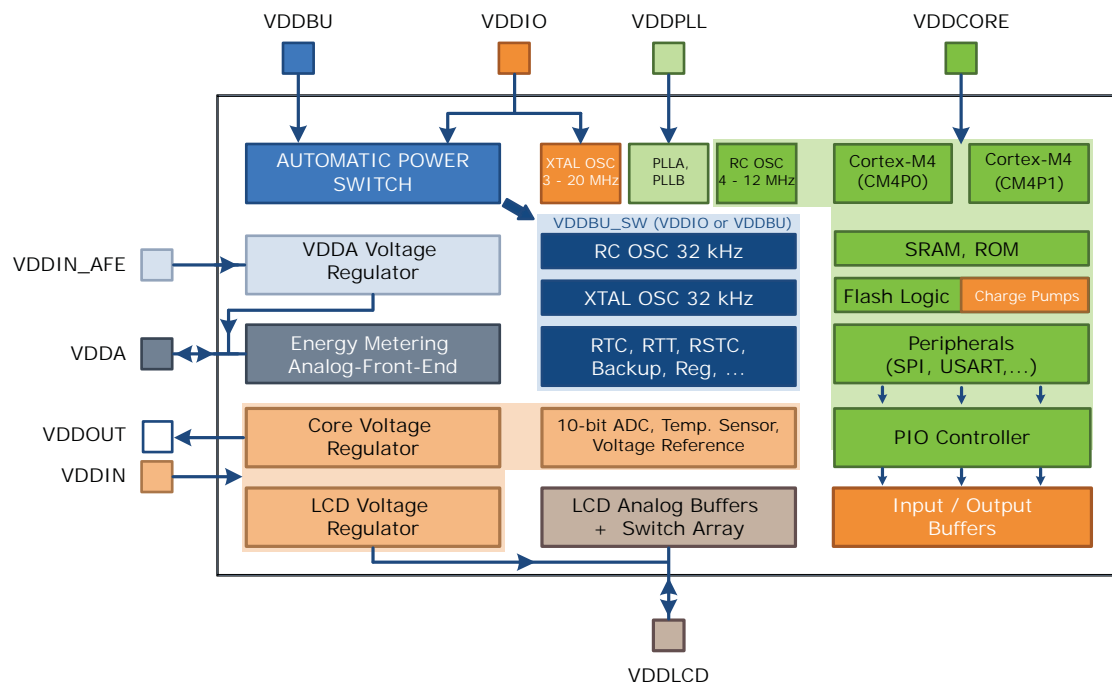 VDDBU
VDDIO
VDDPLL
VDDCORE
AUTOMATIC POWER
SWITCH
XTAL OSC
3 - 20 MHz
PLLA,
PLLB
RC OSC
4 - 12 MHz
Cortex-M4
(CM4P0)
Cortex-M4
(CM4P1)
VDDBU_SW (VDDIO or VDDBU)
VDDIN_AFE
VDDA Voltage
Regulator
RC OSC 32 kHz
SRAM, ROM
XTAL OSC 32 kHz
Flash Logic
Charge Pumps
VDDA
Energy Metering
Analog-Front-End
RTC, RTT, RSTC,
Backup, Reg, ...
Peripherals
(SPI, USART,...)
VDDOUT
Core Voltage
Regulator
10-bit ADC, Temp. Sensor,
Voltage Reference
PIO Controller
VDDIN
LCD Voltage
Regulator
LCD Analog Buffers
+ Switch Array
Input / Output
Buffers
VDDLCD